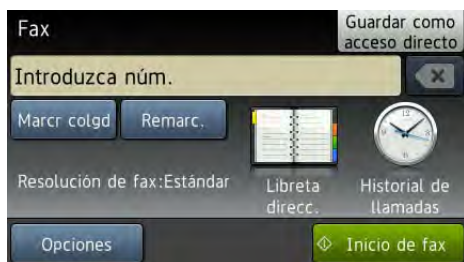 Fax
Guardar como
acceso directo
Introduzca núm.
Marcr colgd
Remarc.
Resolución de fax:Estándar
Libreta
direcc.
Historial de
llamadas
Opciones
Inicio de fax